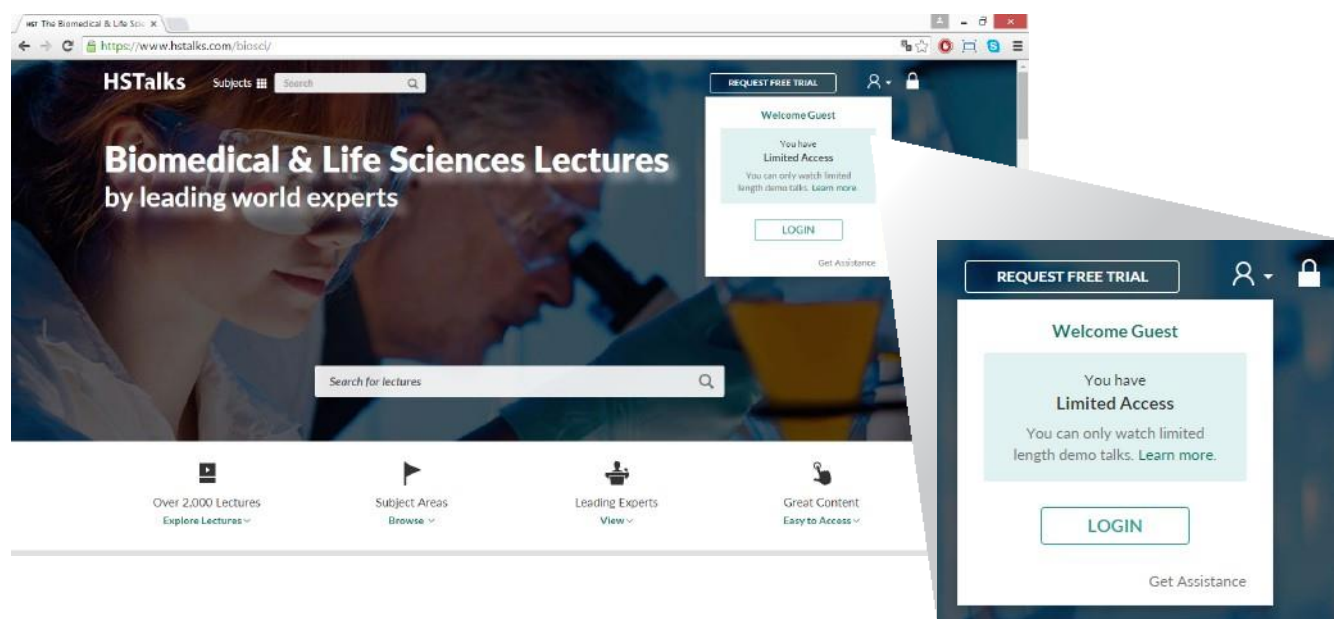 HST The Biomedical & Life Scie
https://www.hstalks.com/biosci/
HSTalks Subjects Search REQUEST FREE TRIAL
Welcome Guest
You have
Limited Access
You can only watch limited
length demo talks. Learn more.
LOGIN
Get Assistance
Biomedical & Life Sciences Lectures
by leading world experts
Search for lectures
Over 2,000 Lectures
Explore Lectures
Subject Areas
Browse
Leading Experts
View
Great Content
Easy to Access
REQUEST FREE TRIAL
Welcome Guest
You have
Limited Access
You can only watch limited
length demo talks. Learn more.
LOGIN
Get Assistance